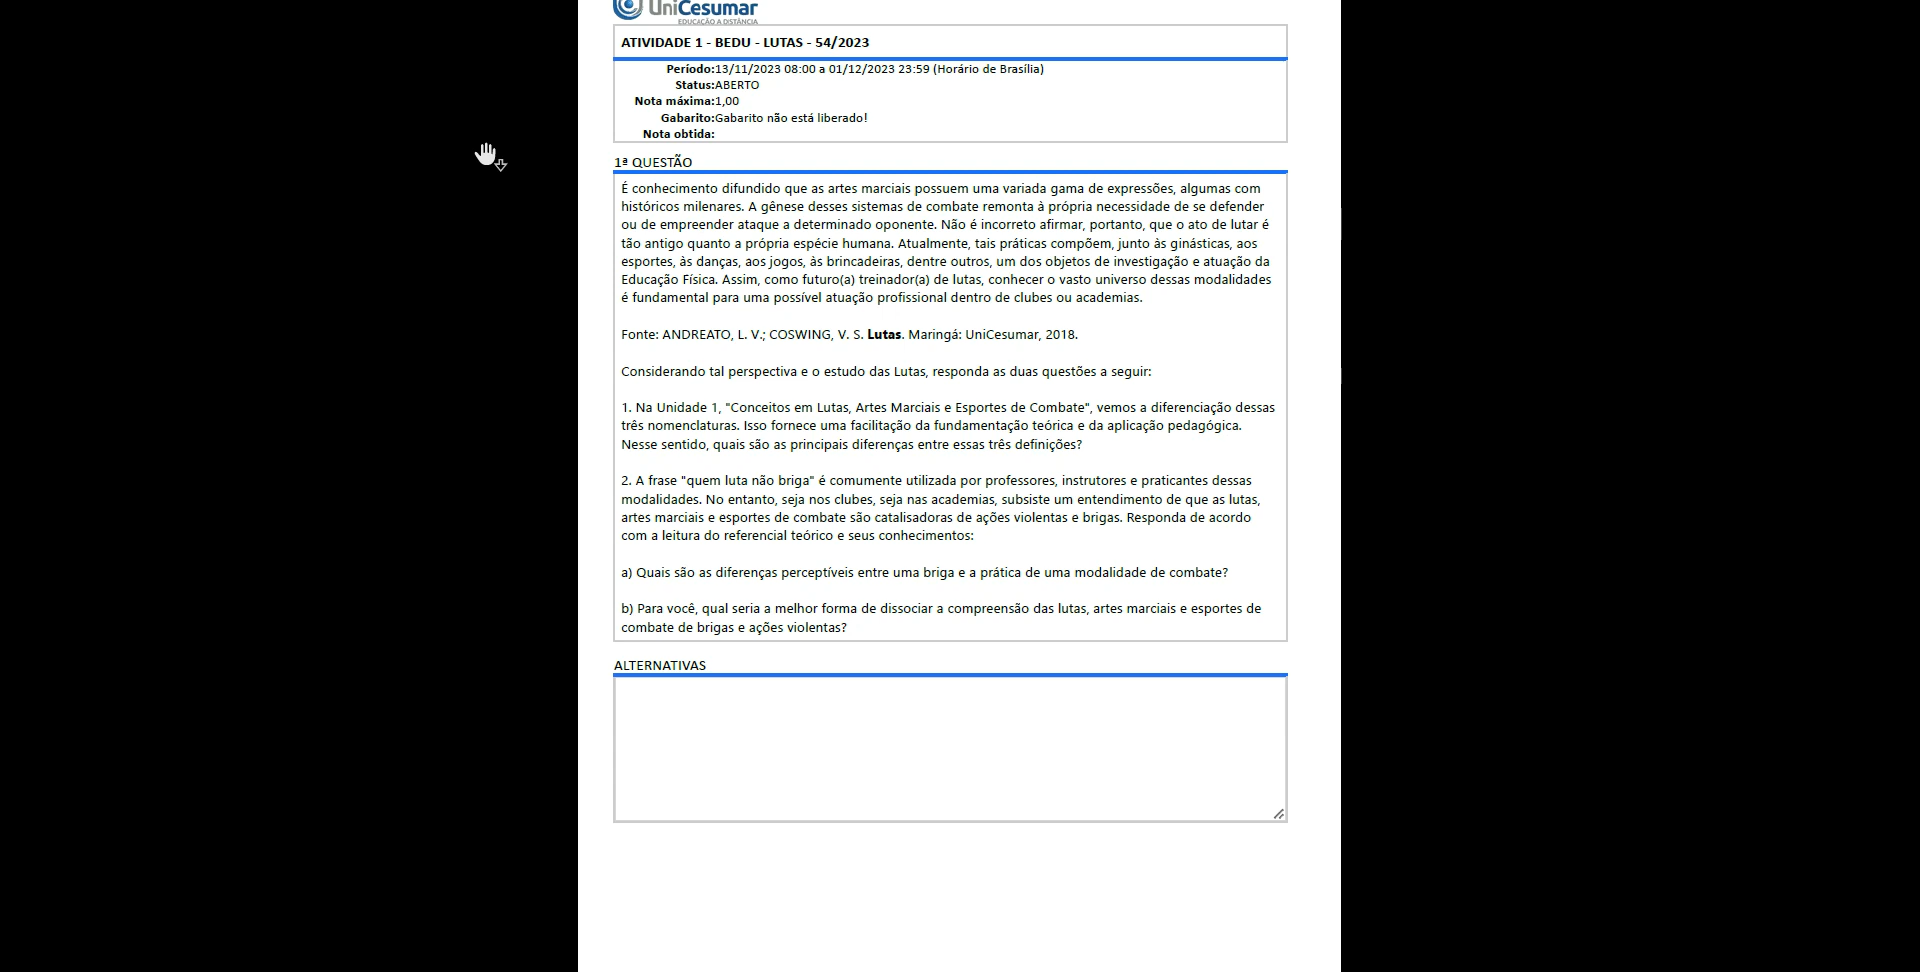 UniCesumar
EDUCAÇÃO A DISTÂNCIA
ATIVIDADE 1 - BEDU - LUTAS - 54/2023
Período:13/11/2023 08:00 a 01/12/2023 23:59 (Horário de Brasília)
Status:ABERTO
Nota máxima:1,00
Gabarito:Gabarito não está liberado!
Nota obtida:
1ª QUESTÃO
É conhecimento difundido que as artes marciais possuem uma variada gama de expressões, algumas com
históricos milenares. A gênese desses sistemas de combate remonta à própria necessidade de se defender
ou de empreender ataque a determinado oponente. Não é incorreto afirmar, portanto, que o ato de lutar é
tão antigo quanto a própria espécie humana. Atualmente, tais práticas compõem, junto às ginásticas, aos
esportes, às danças, aos jogos, às brincadeiras, dentre outros, um dos objetos de investigação e atuação da
Educação Física. Assim, como futuro(a) treinador(a) de lutas, conhecer o vasto universo dessas modalidades
é fundamental para uma possível atuação profissional dentro de clubes ou academias.
Fonte: ANDREATO, L. V.; COSWING, V. S. Lutas. Maringá: UniCesumar, 2018.
Considerando tal perspectiva e o estudo das Lutas, responda as duas questões a seguir:
1. Na Unidade 1, "Conceitos em Lutas, Artes Marciais e Esportes de Combate", vemos a diferenciação dessas
três nomenclaturas. Isso fornece uma facilitação da fundamentação teórica e da aplicação pedagógica.
Nesse sentido, quais são as principais diferenças entre essas três definições?
2. A frase "quem luta não briga" é comumente utilizada por professores, instrutores e praticantes dessas
modalidades. No entanto, seja nos clubes, seja nas academias, subsiste um entendimento de que as lutas,
artes marciais e esportes de combate são catalisadoras de ações violentas e brigas. Responda de acordo
com a leitura do referencial teórico e seus conhecimentos:
a) Quais são as diferenças perceptíveis entre uma briga e a prática de uma modalidade de combate?
b) Para você, qual seria a melhor forma de dissociar a compreensão das lutas, artes marciais e esportes de
combate de brigas e ações violentas?
ALTERNATIVAS